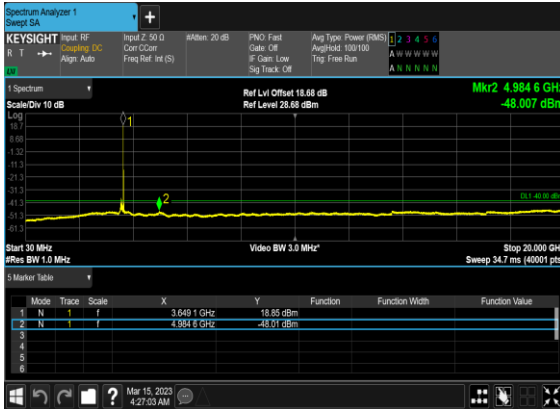 Spectrum Analyzer 1
Swept SA
+
KEYSIGHT Input: RF Input Z: 50 Ω #Atten: 20 dB PNO: Fast Avg Type: Power (RMS) 1 2 3 4 5 6
R T Coupling: DC Corr CCorr Gate: Off Avg|Hold: 100/100 A W W W W W
Align: Auto Freq Ref: Int (S) IF Gain: Low Trig: Free Run
Sig Track: Off A N N N N N
1 Spectrum Ref Lvl Offset 18.68 dB Mkr2 4.984 6 GHz
Scale/Div 10 dB Ref Level 28.68 dBm -48.007 dBm
Log
18.7
8.68
-1.32
-11.3
-21.3
-31.3
-41.3
-51.3
-61.3
1
2
DL1 -40.00 dBm
Start 30 MHz Video BW 3.0 MHz* Stop 20.000 GHz
#Res BW 1.0 MHz Sweep 34.7 ms (40001 pts)
5 Marker Table
Mode Trace Scale X Y Function Function Width Function Value
1 N 1 f 3.649 1 GHz 18.85 dBm
2 N 1 f 4.984 6 GHz -48.01 dBm
3
4
5
6
? Mar 15, 2023
4:27:03 AM